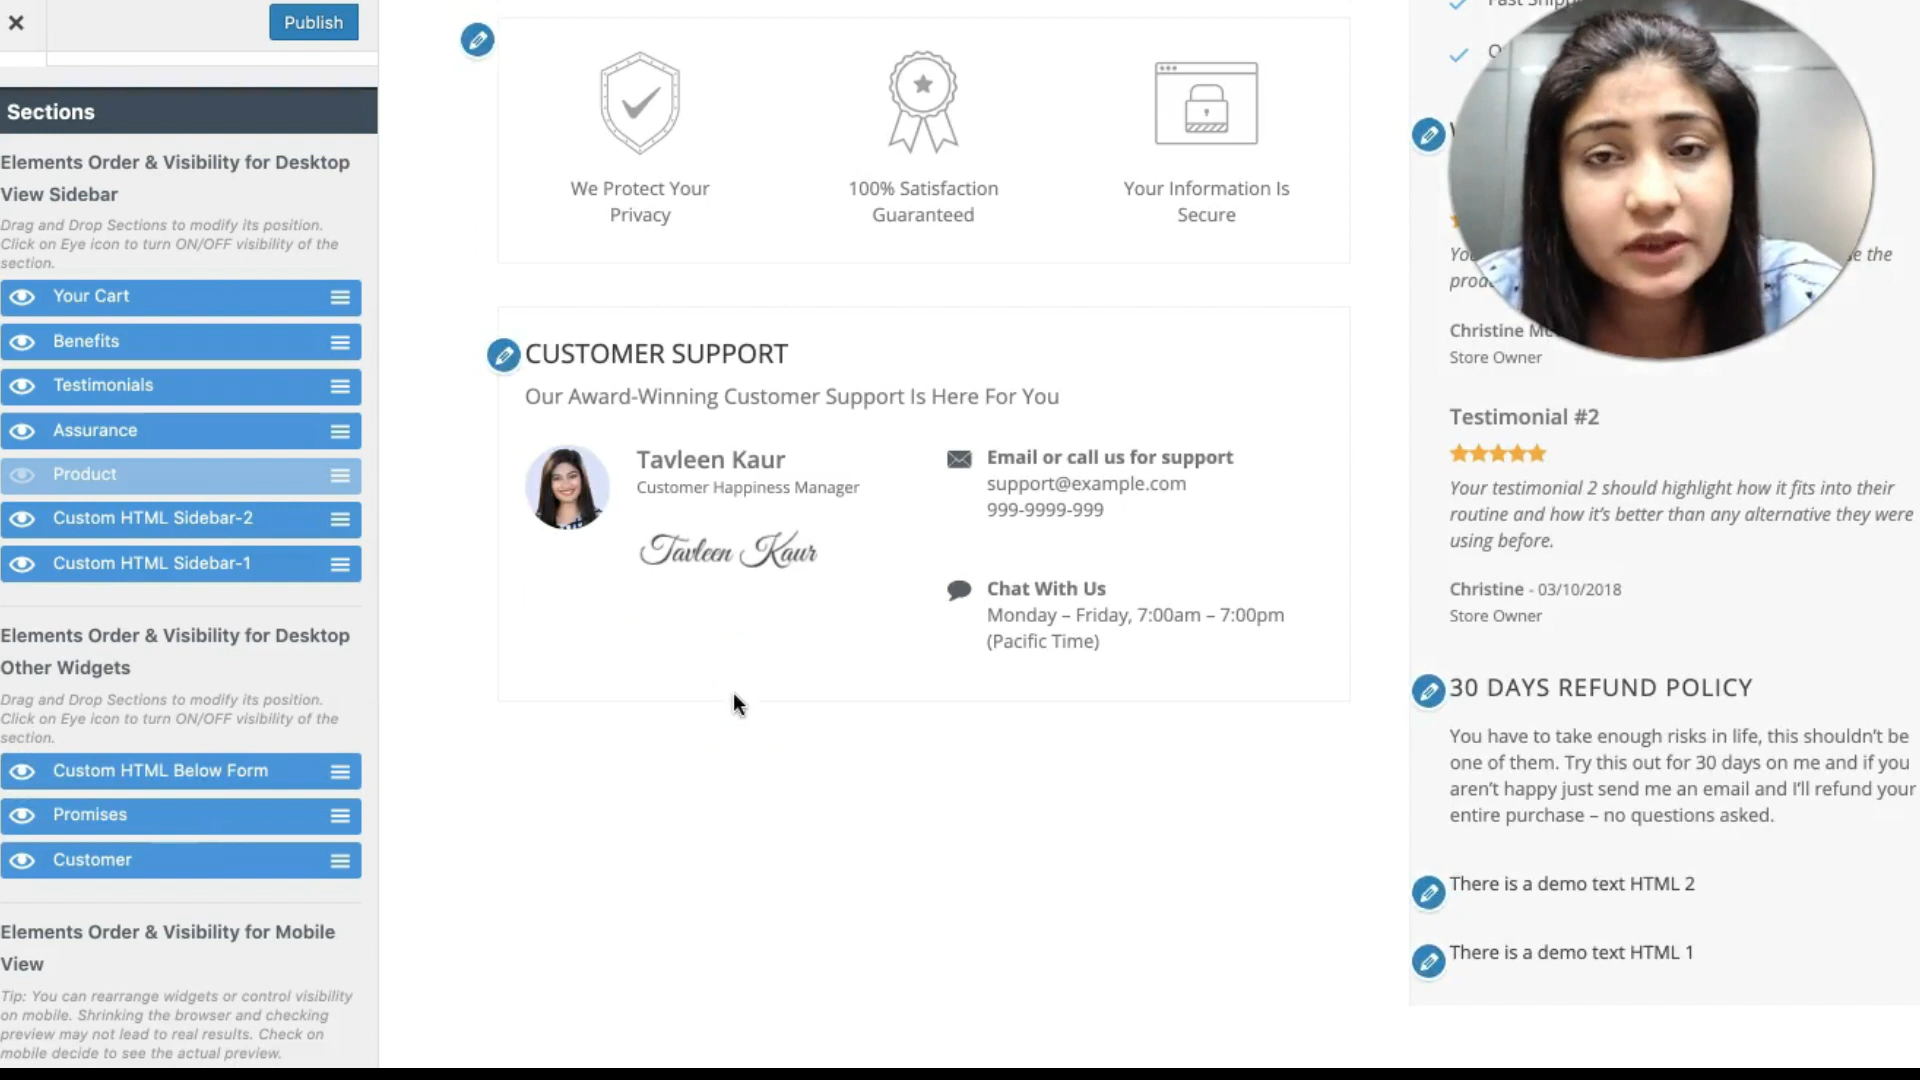 Publish
Sections
Elements Order & Visibility for Desktop
View Sidebar
Drag and Drop Sections to modify its position.
Click on Eye icon to turn ON/OFF visibility of the
section.
Your Cart
Benefits
Testimonials
Assurance
Product
Custom HTML Sidebar-2
Custom HTML Sidebar-1
Elements Order & Visibility for Desktop
Other Widgets
Drag and Drop Sections to modify its position.
Click on Eye icon to turn ON/OFF visibility of the
section.
Custom HTML Below Form
Promises
Customer
Elements Order & Visibility for Mobile
View
Tip: You can rearrange widgets or control visibility
on mobile. Shrinking the browser and checking
preview may not lead to real results. Check on
mobile decide to see the actual preview.
We Protect Your
Privacy
100% Satisfaction
Guaranteed
Your Information Is
Secure
CUSTOMER SUPPORT
Our Award-Winning Customer Support Is Here For You
Tavleen Kaur
Customer Happiness Manager
Tavleen Kaur
Email or call us for support
support@example.com
999-9999-999
Chat With Us
Monday – Friday, 7:00am – 7:00pm
(Pacific Time)
the
Christine
Store Owner
Testimonial #2
Your testimonial 2 should highlight how it fits into their
routine and how it’s better than any alternative they were
using before.
Christine - 03/10/2018
Store Owner
30 DAYS REFUND POLICY
You have to take enough risks in life, this shouldn’t be
one of them. Try this out for 30 days on me and if you
aren’t happy just send me an email and I’ll refund your
entire purchase – no questions asked.
There is a demo text HTML 2
There is a demo text HTML 1